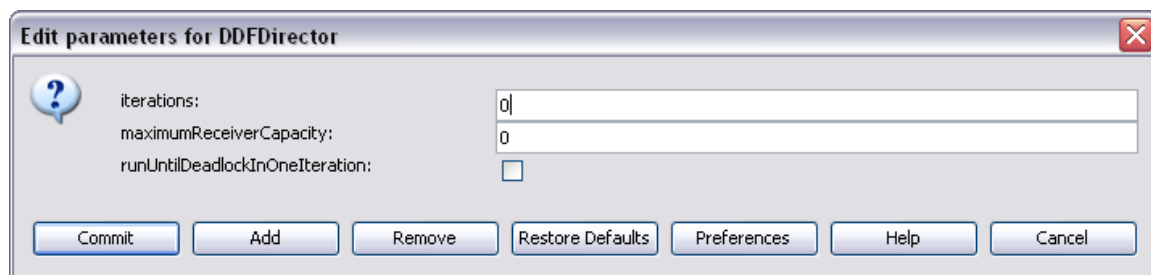 Edit parameters for DDFDirector
iterations: 0
maximumReceiverCapacity: 0
runUntilDeadlockInOneIteration:
Commit Add Remove Restore Defaults Preferences Help Cancel